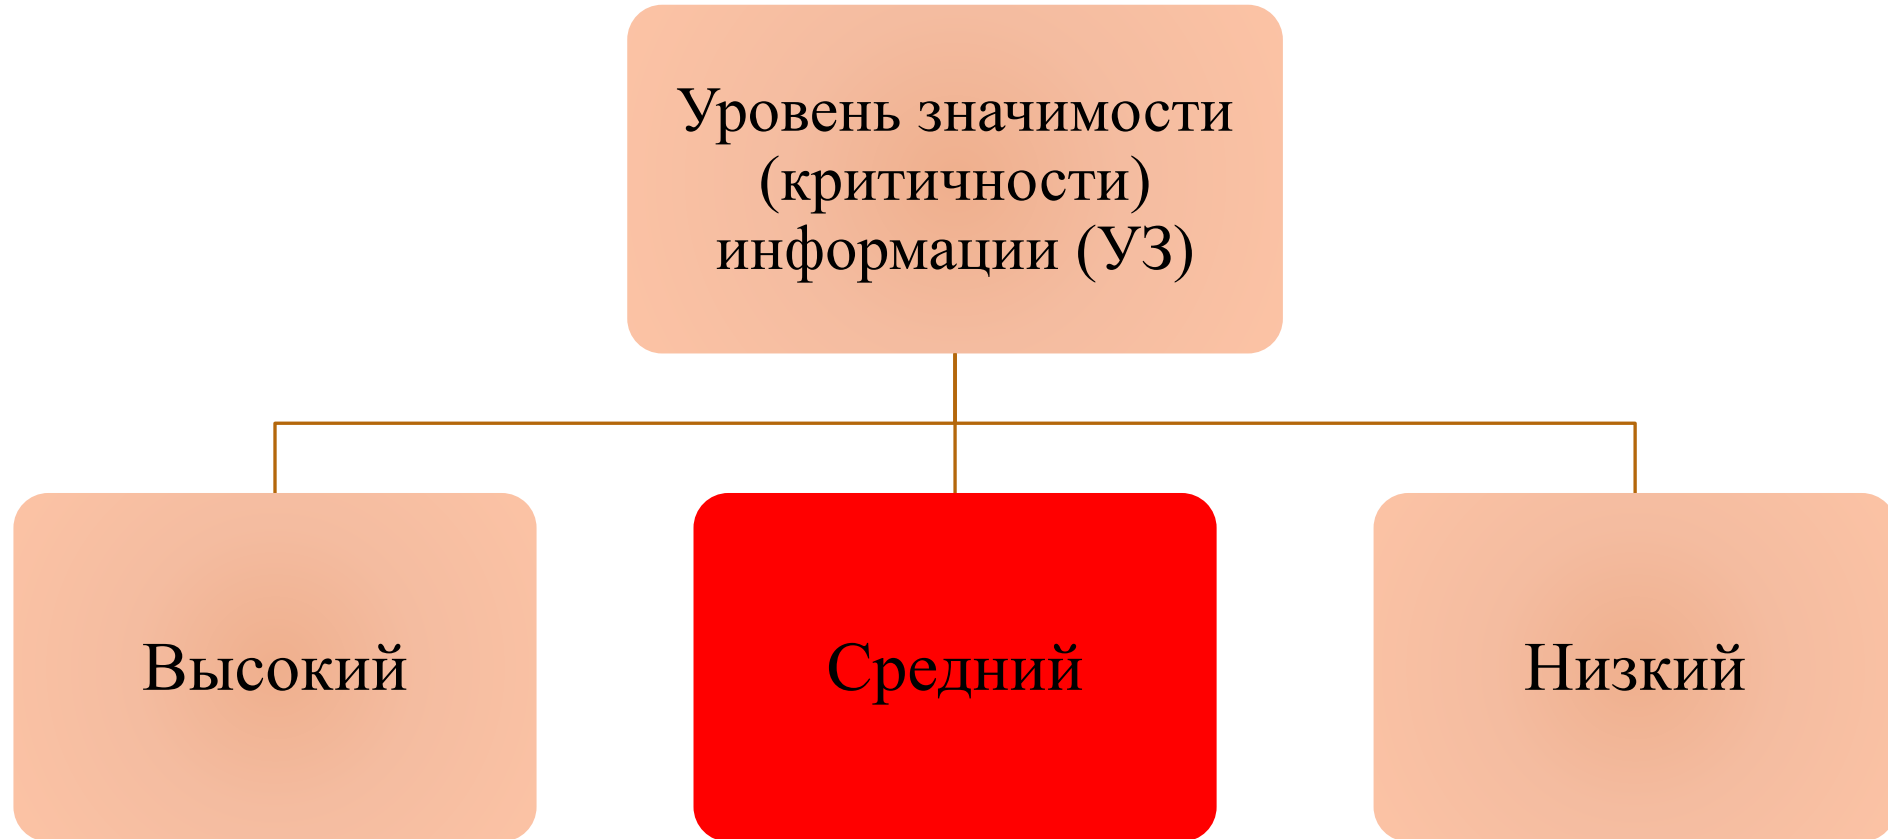 Уровень значимости
(критичности)
информации (УЗ)
Высокий
Средний
Низкий